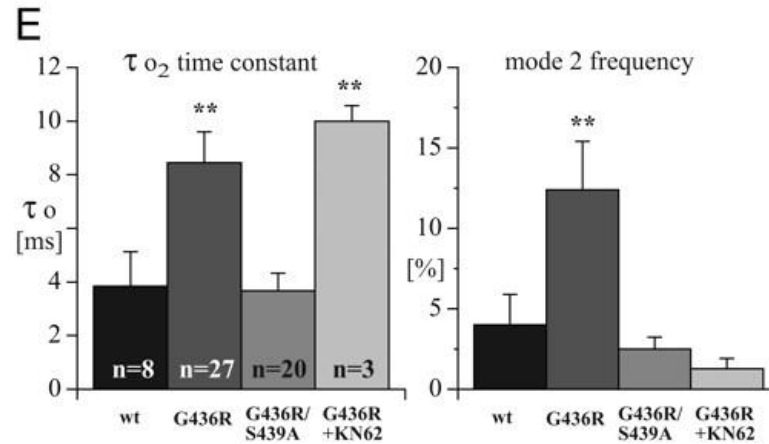 E
τ o₂ time constant
12
10
8
6
4
2
0
τ o
[ms]
**
**
n=8
n=27
n=20
n=3
wt
G436R
G436R/
S439A
G436R
+KN62
mode 2 frequency
20
15
10
5
0
[%]
**
wt
G436R
G436R/
S439A
G436R
+KN62